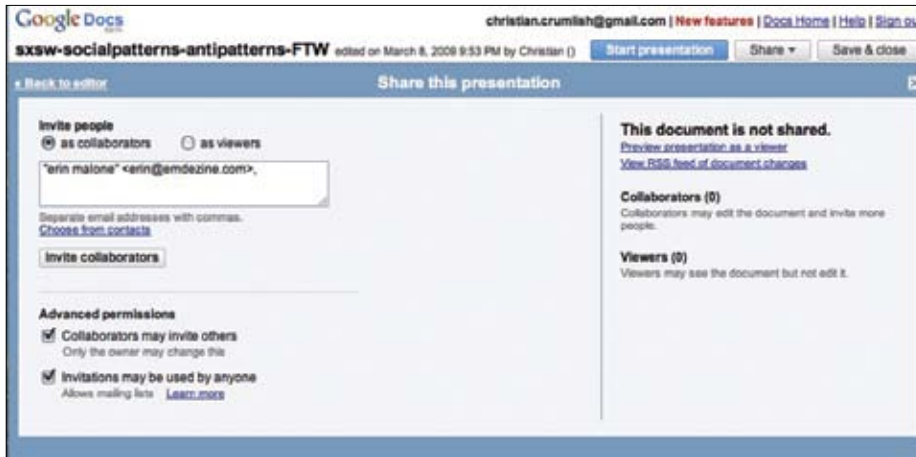 Google Docs
christian.crumlish@gmail.com | New features | Docs Home | Help | Sign ou
sxsw-socialpatterns-antipatterns-FTW edited on March 8, 2009 9:53 PM by Christian () Start presentation Share ▾ Save & close
« Back to editor Share this presentation
Invite people
as collaborators as viewers
"erin malone" <erin@emdezine.com>,
Separate email addresses with commas.
Choose from contacts
Invite collaborators
Advanced permissions
Collaborators may invite others
Only the owner may change this
Invitations may be used by anyone
Allows mailing lists Learn more
This document is not shared.
Preview presentation as a viewer
View RSS feed of document changes
Collaborators (0)
Collaborators may edit the document and invite more
people.
Viewers (0)
Viewers may see the document but not edit it.